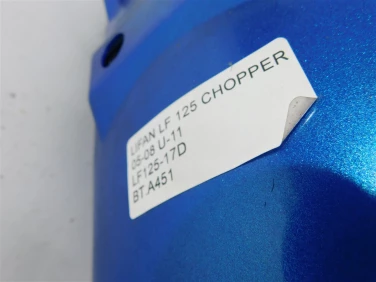 LIFAN LF 125 CHOPPER
05-08 U-11
LF125-17D
BT A451